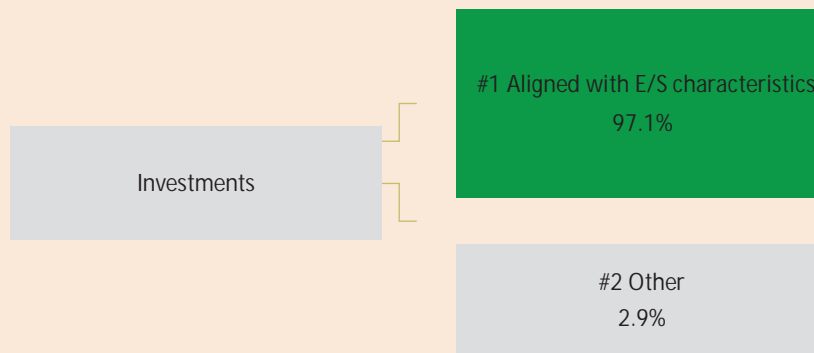 Investments
#1 Aligned with E/S characteristics
97.1%
#2 Other
2.9%